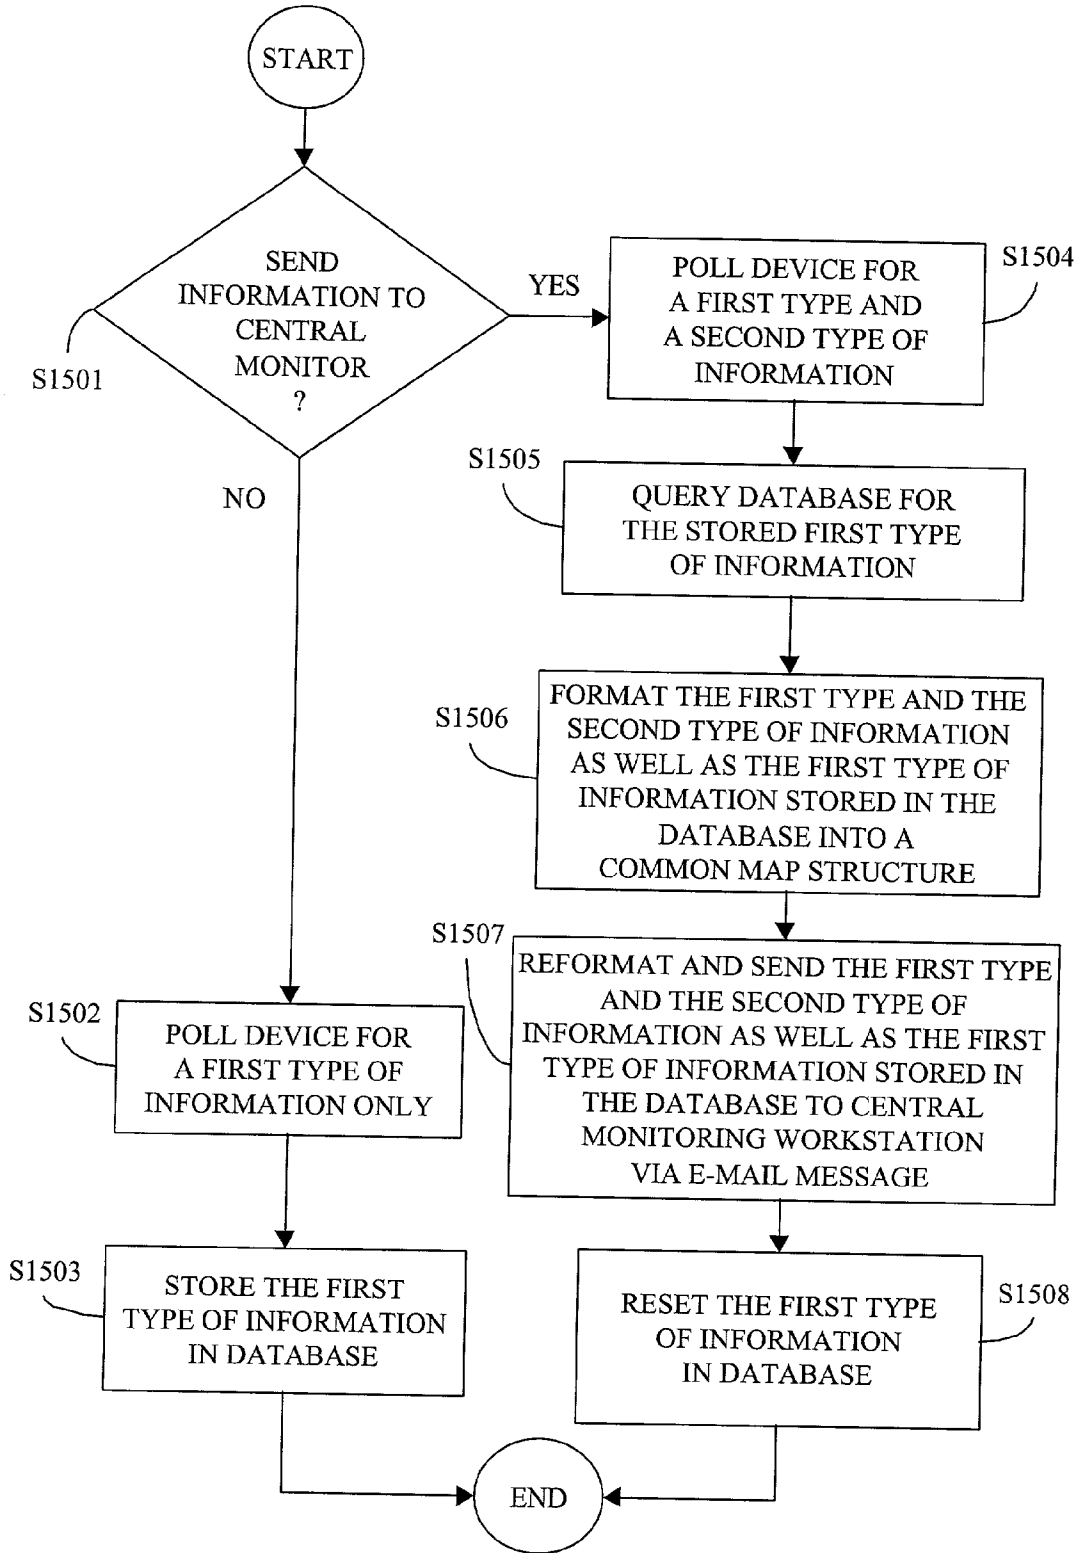 START
SEND
INFORMATION TO
CENTRAL
MONITOR
?
S1501
YES
NO
POLL DEVICE FOR
A FIRST TYPE AND
A SECOND TYPE OF
INFORMATION
S1504
S1505
QUERY DATABASE FOR
THE STORED FIRST TYPE
OF INFORMATION
S1506
FORMAT THE FIRST TYPE AND THE
SECOND TYPE OF INFORMATION
AS WELL AS THE FIRST TYPE OF
INFORMATION STORED IN THE
DATABASE INTO A
COMMON MAP STRUCTURE
S1507
REFORMAT AND SEND THE FIRST TYPE
AND THE SECOND TYPE OF
INFORMATION AS WELL AS THE FIRST
TYPE OF INFORMATION STORED IN
THE DATABASE TO CENTRAL
MONITORING WORKSTATION
VIA E-MAIL MESSAGE
S1502
POLL DEVICE FOR
A FIRST TYPE OF
INFORMATION ONLY
S1503
STORE THE FIRST
TYPE OF INFORMATION
IN DATABASE
RESET THE FIRST TYPE
OF INFORMATION
IN DATABASE
S1508
END